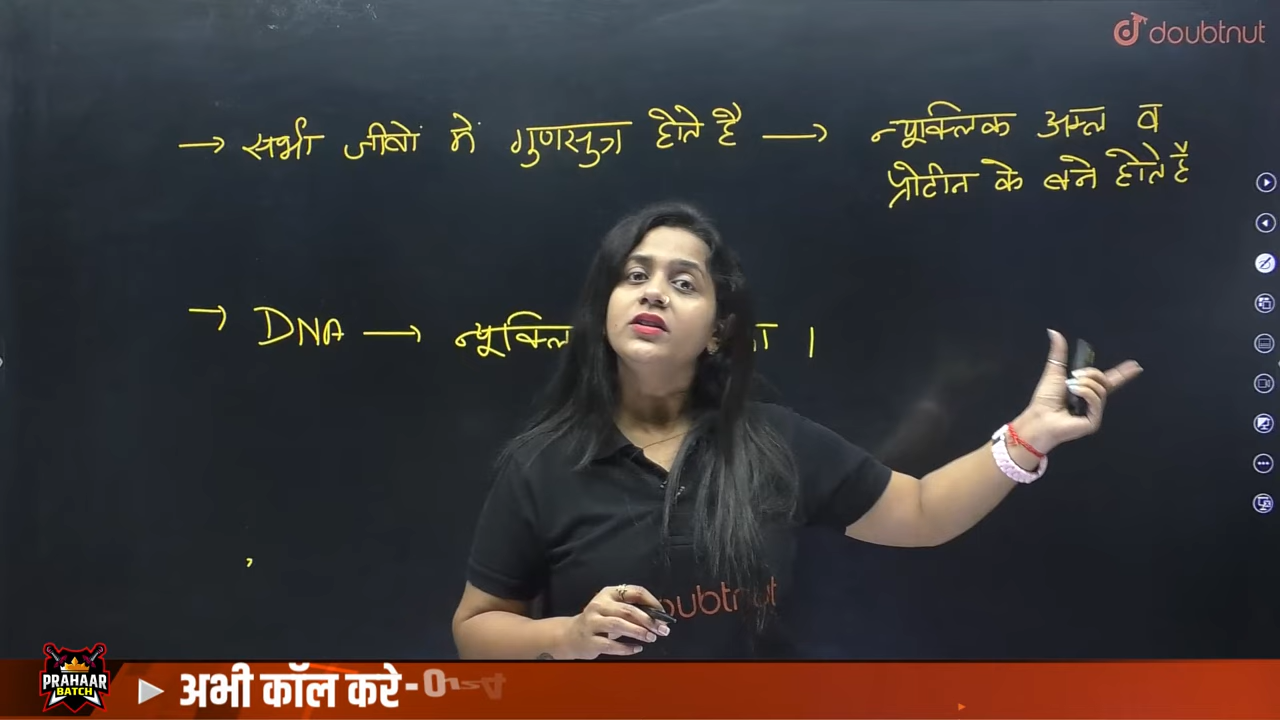 doubtnut
→ सभी जीवों में गुणसुत्र होते है → न्यूक्लिक अम्ल व
प्रोटीन के बने होते है
→ DNA → न्यूक्लि ।
doubtnut
PRAHAAR
BATCH
अभी कॉल करे-